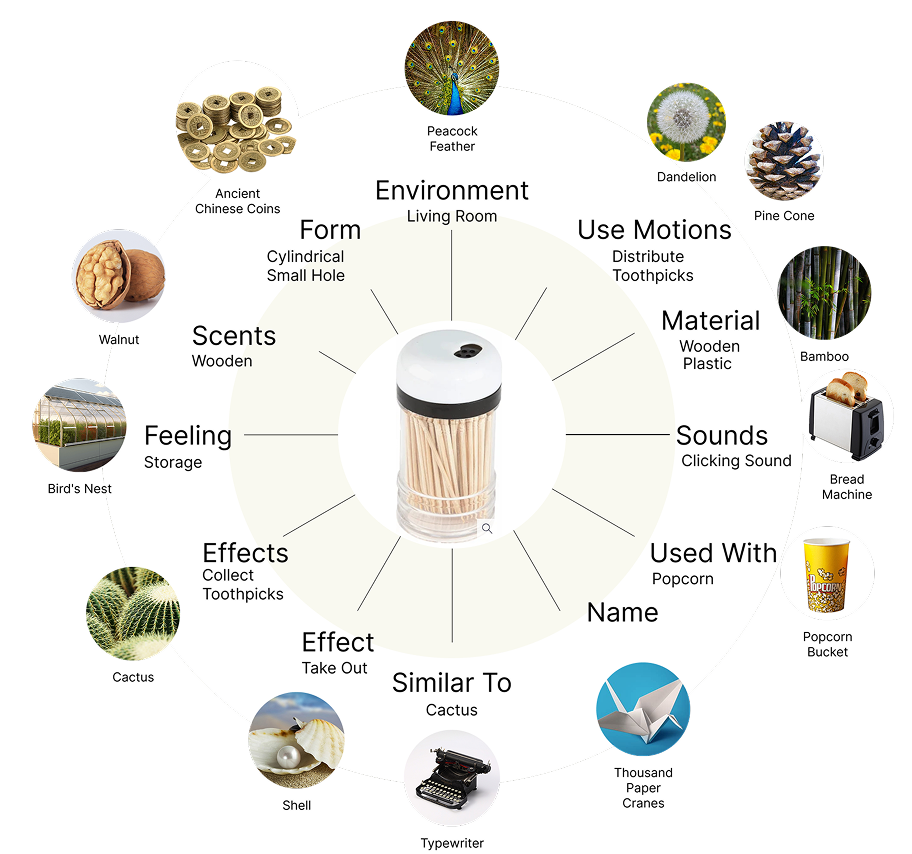 Peacock
Feather
Ancient
Chinese Coins
Dandelion
Pine Cone
Environment
Living Room
Form
Cylindrical
Small Hole
Use Motions
Distribute
Toothpicks
Walnut
Scents
Wooden
Material
Wooden
Plastic
Bamboo
Feeling
Storage
Sounds
Clicking Sound
Bird's Nest
Bread
Machine
Effects
Collect
Toothpicks
Used With
Popcorn
POPCORN
Popcorn
Bucket
Name
Cactus
Effect
Take Out
Similar To
Cactus
Shell
Thousand
Paper
Cranes
Typewriter